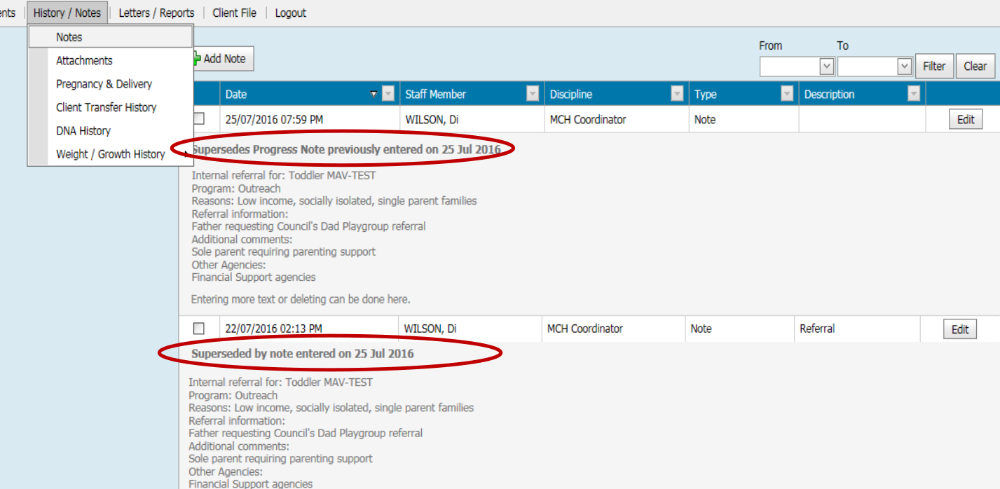 History / Notes
Letters / Reports
Client File
Logout
Notes
Attachments
Pregnancy & Delivery
Client Transfer History
DNA History
Weight / Growth History
Add Note
From To
Filter Clear
Date Staff Member Discipline Type Description
25/07/2016 07:59 PM WILSON, Di MCH Coordinator Note Edit
Supersedes Progress Note previously entered on 25 Jul 2016
Internal referral for: Toddler MAV-TEST
Program: Outreach
Reasons: Low income, socially isolated, single parent families
Referral information:
Father requesting Council's Dad Playgroup referral
Additional comments:
Sole parent requiring parenting support
Other Agencies:
Financial Support agencies
Entering more text or deleting can be done here.
22/07/2016 02:13 PM WILSON, Di MCH Coordinator Note Referral Edit
Superseded by note entered on 25 Jul 2016
Internal referral for: Toddler MAV-TEST
Program: Outreach
Reasons: Low income, socially isolated, single parent families
Referral information:
Father requesting Council's Dad Playgroup referral
Additional comments:
Sole parent requiring parenting support
Other Agencies:
Financial Support agencies